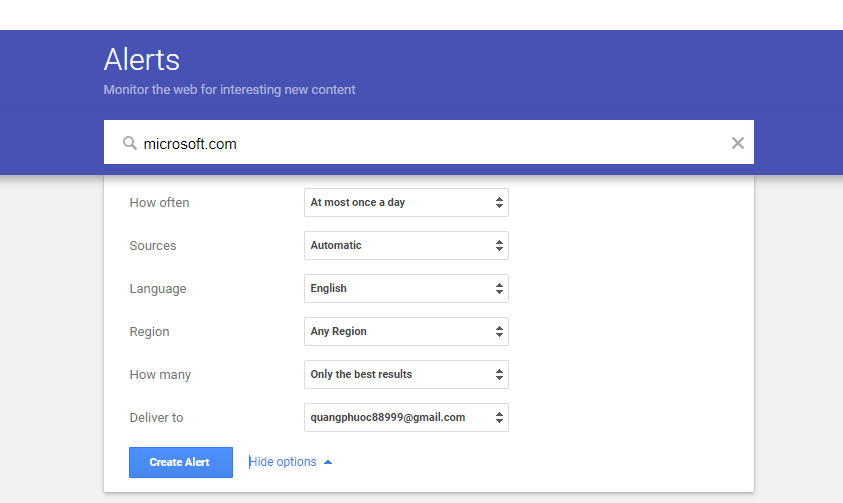 Alerts
Monitor the web for interesting new content
microsoft.com
How often At most once a day
Sources Automatic
Language English
Region Any Region
How many Only the best results
Deliver to quangphuoc88999@gmail.com
Create Alert Hide options